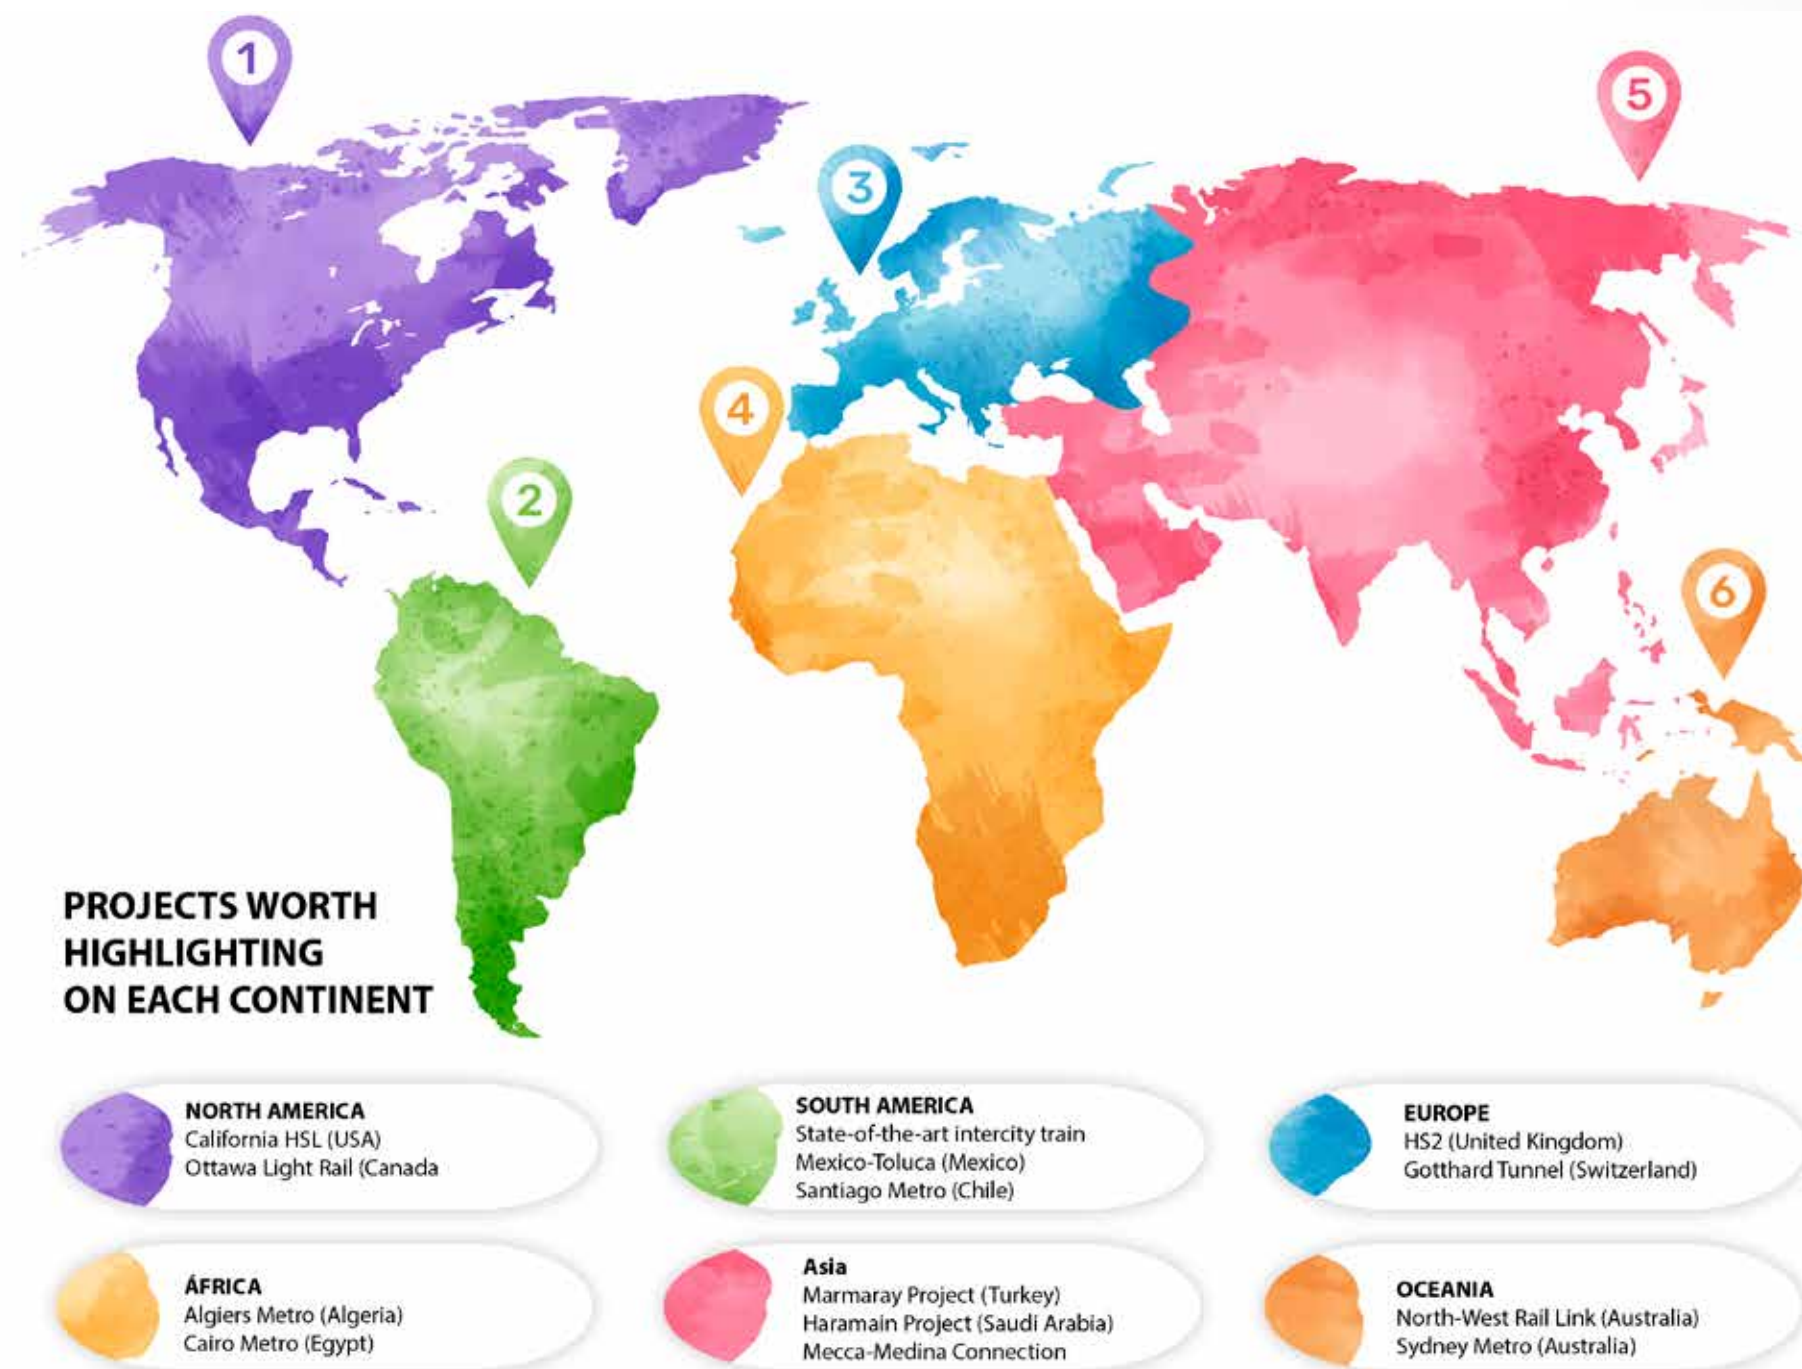 1
5
3
4
2
6
PROJECTS WORTH
HIGHLIGHTING
ON EACH CONTINENT
NORTH AMERICA
California HSL (USA)
Ottawa Light Rail (Canada
SOUTH AMERICA
State-of-the-art intercity train
Mexico-Toluca (Mexico)
Santiago Metro (Chile)
EUROPE
HS2 (United Kingdom)
Gotthard Tunnel (Switzerland)
ÁFRICA
Algiers Metro (Algeria)
Cairo Metro (Egypt)
Asia
Marmaray Project (Turkey)
Haramain Project (Saudi Arabia)
Mecca-Medina Connection
OCEANIA
North-West Rail Link (Australia)
Sydney Metro (Australia)